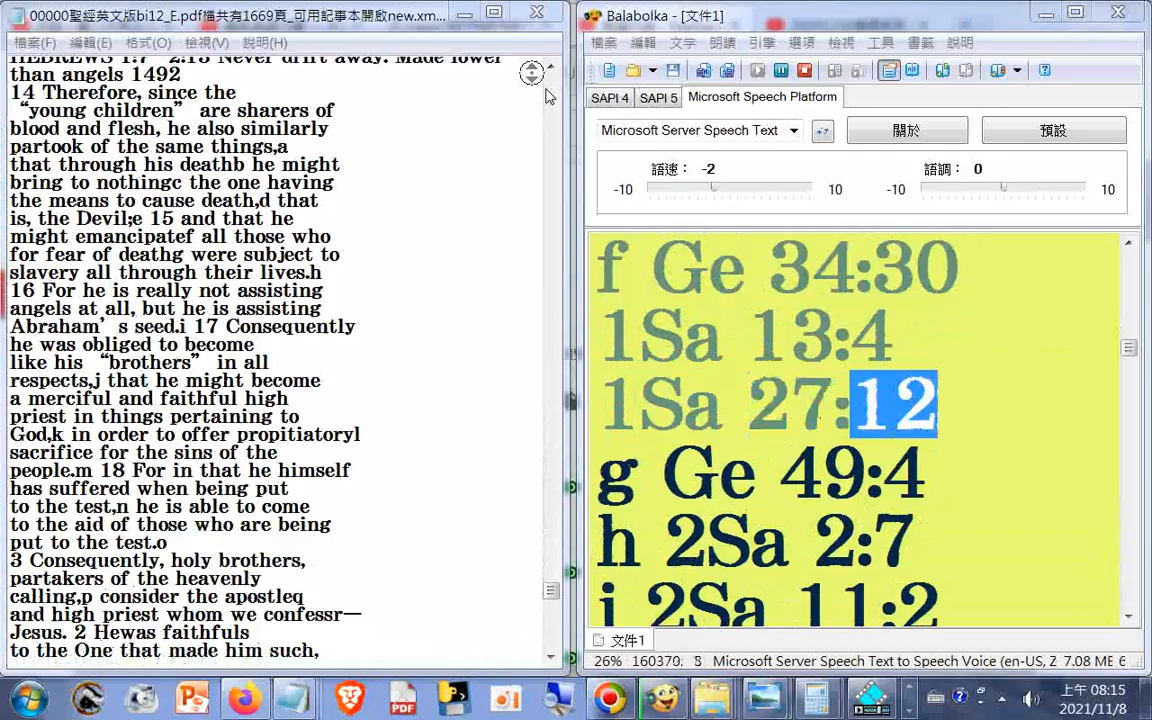 00000聖經英文版bi12_E.pdf檔共有1669頁_可用記事本開啟new.xm...
檔案(F) 編輯(E) 格式(O) 檢視(V) 說明(H)
HEBREWS 1:7 2:13 Never drift away. Made lower
than angels 1492
14 Therefore, since the
“young children” are sharers of
blood and flesh, he also similarly
partook of the same things,a
that through his deathb he might
bring to nothingc the one having
the means to cause death,d that
is, the Devil;e 15 and that he
might emancipatef all those who
for fear of deathg were subject to
slavery all through their lives.h
16 For he is really not assisting
angels at all, but he is assisting
Abraham’s seed.i 17 Consequently
he was obliged to become
like his “brothers” in all
respects,j that he might become
a merciful and faithful high
priest in things pertaining to
God,k in order to offer propitiatoryl
sacrifice for the sins of the
people.m 18 For in that he himself
has suffered when being put
to the test,n he is able to come
to the aid of those who are being
put to the test.o
3 Consequently, holy brothers,
partakers of the heavenly
calling,p consider the apostleq
and high priest whom we confessr—
Jesus. 2 Hewas faithfuls
to the One that made him such,
Balabolka - [文件1]
檔案 編輯 文字 朗讀 引擎 選項 檢視 工具 書籤 說明
SAPI 4 SAPI 5 Microsoft Speech Platform
Microsoft Server Speech Text 關於 預設
語速： -2 語調： 0
-10 10 -10 10
f Ge 34:30
1Sa 13:4
1Sa 27:12
g Ge 49:4
h 2Sa 2:7
i 2Sa 11:2
文件1
26% 160370. Microsoft Server Speech Text to Speech Voice (en-US, Z 7.08 MB 6
上午 08:15
2021/11/8